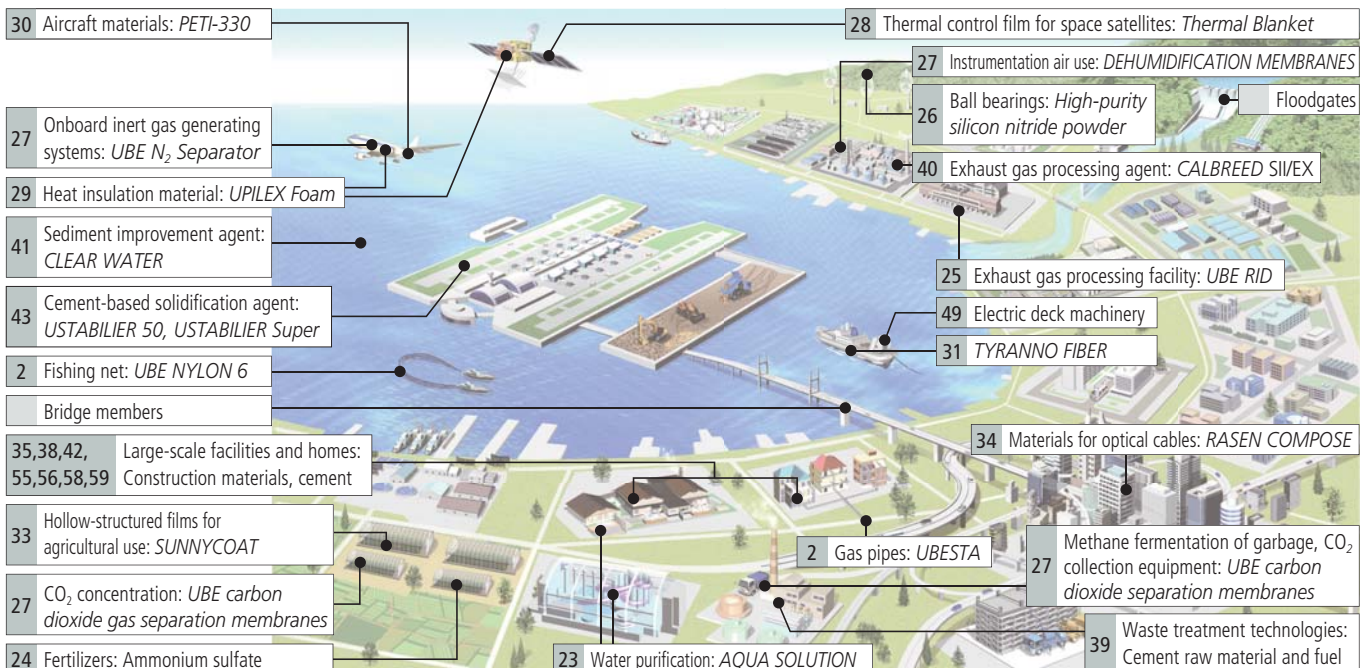 30 Aircraft materials: PETI-330
28 Thermal control film for space satellites: Thermal Blanket
27 Instrumentation air use: DEHUMIDIFICATION MEMBRANES
26 Ball bearings: High-purity
silicon nitride powder
Floodgates
27 Onboard inert gas generating
systems: UBE N₂ Separator
40 Exhaust gas processing agent: CALBREED SII/EX
29 Heat insulation material: UPILEX Foam
41 Sediment improvement agent:
CLEAR WATER
25 Exhaust gas processing facility: UBE RID
43 Cement-based solidification agent:
USTABILIER 50, USTABILIER Super
49 Electric deck machinery
31 TYRANNO FIBER
2 Fishing net: UBE NYLON 6
Bridge members
35,38,42,
55,56,58,59
Large-scale facilities and homes:
Construction materials, cement
34 Materials for optical cables: RASEN COMPOSE
33 Hollow-structured films for
agricultural use: SUNNYCOAT
2 Gas pipes: UBESTA
27 Methane fermentation of garbage, CO₂
collection equipment: UBE carbon
dioxide separation membranes
27 CO₂ concentration: UBE carbon
dioxide gas separation membranes
24 Fertilizers: Ammonium sulfate
23 Water purification: AQUA SOLUTION
39 Waste treatment technologies:
Cement raw material and fuel